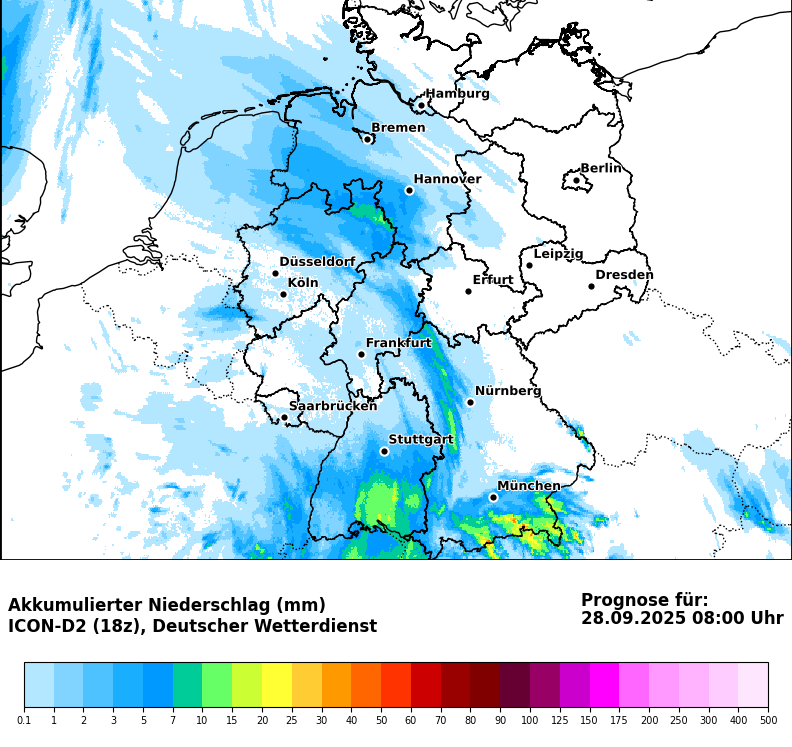 Hamburg
Bremen
Berlin
Hannover
Leipzig
Düsseldorf
Dresden
Köln
Erfurt
Frankfurt
Nürnberg
Saarbrücken
Stuttgart
München
Akkumulierter Niederschlag (mm)
ICON-D2 (18z), Deutscher Wetterdienst
Prognose für:
28.09.2025 08:00 Uhr
0.1 1 2 3 5 7 10 15 20 25 30 40 50 60 70 80 90 100 125 150 175 200 250 300 400 500